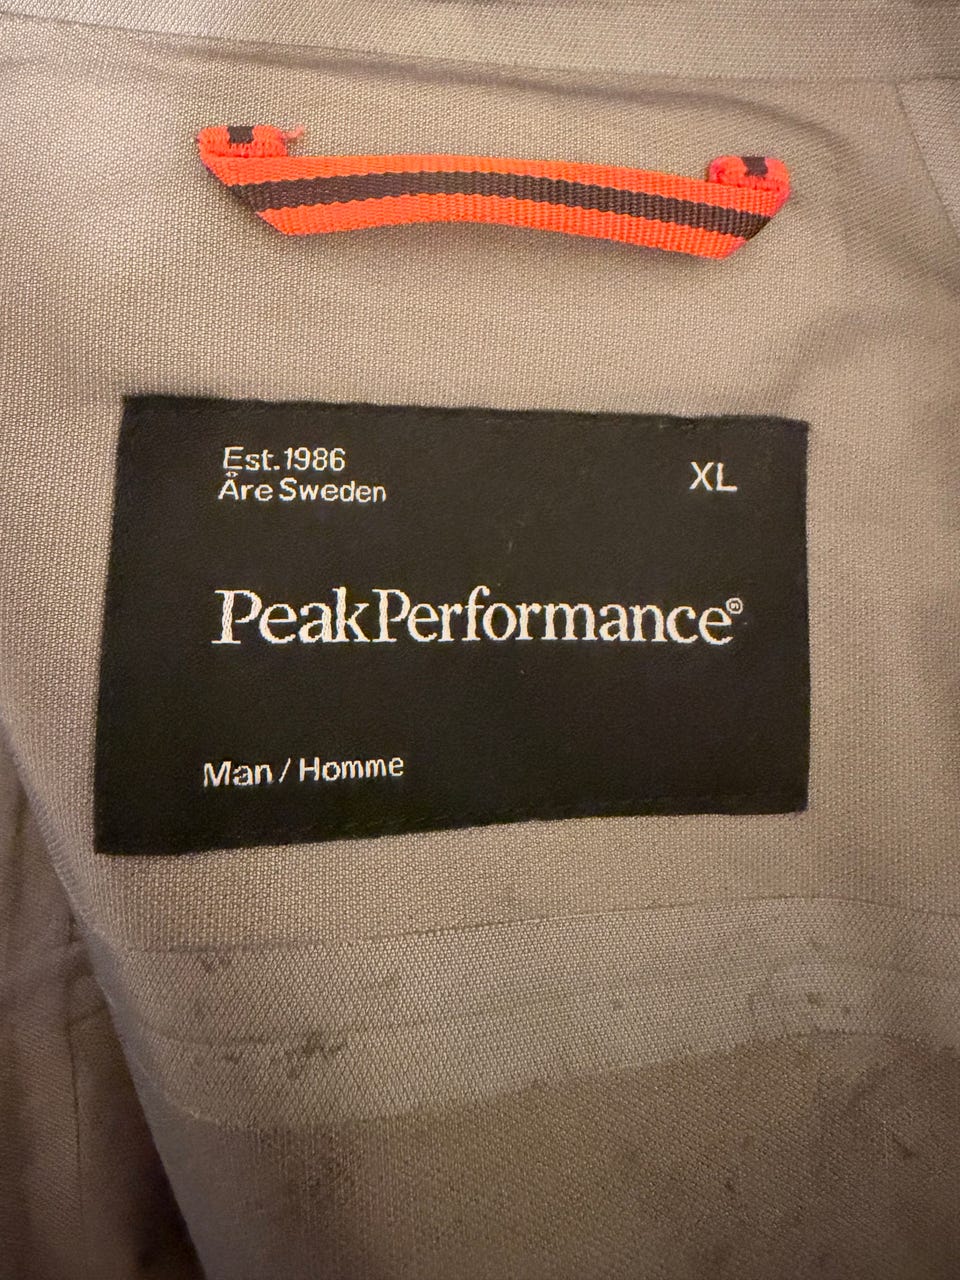 Est. 1986
Åre Sweden
XL
PeakPerformance®
Man / Homme